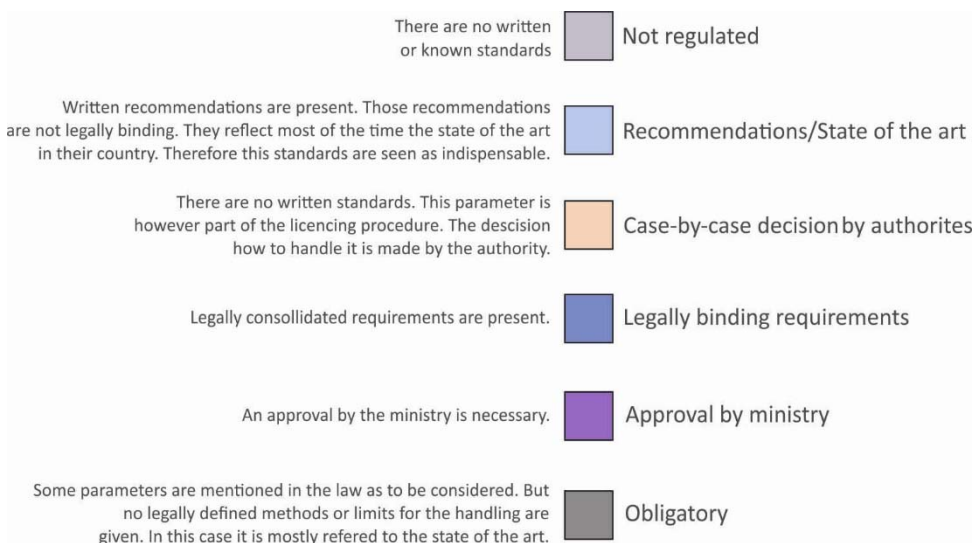 There are no written
or known standards
Not regulated
Written recommendations are present. Those recommendations
are not legally binding. They reflect most of the time the state of the art
in their country. Therefore this standards are seen as indispensable.
Recommendations/State of the art
There are no written standards. This parameter is
however part of the licencing procedure. The descision
how to handle it is made by the authority.
Case-by-case decision by authorites
Legally consollidated requirements are present.
Legally binding requirements
An approval by the ministry is necessary.
Approval by ministry
Some parameters are mentioned in the law as to be considered. But
no legally defined methods or limits for the handling are
given. In this case it is mostly refered to the state of the art.
Obligatory